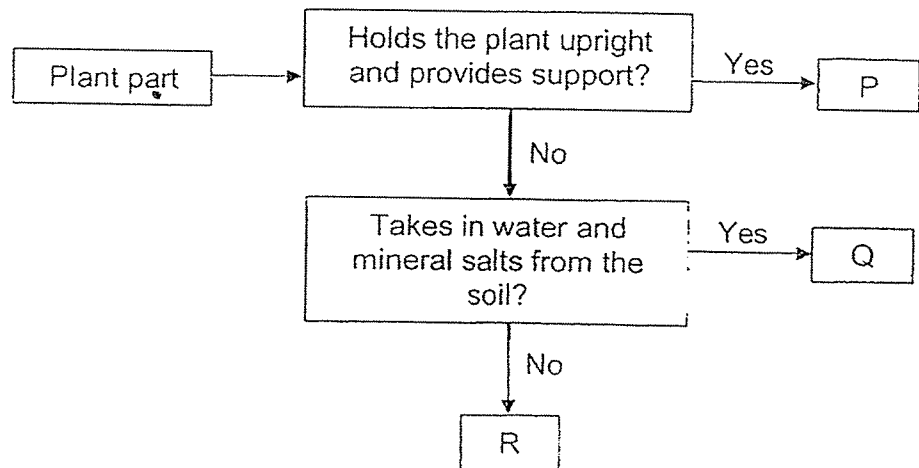 Plant part
Holds the plant upright
and provides support?
Yes
P
No
Takes in water and
mineral salts from the
soil?
Yes
Q
No
R